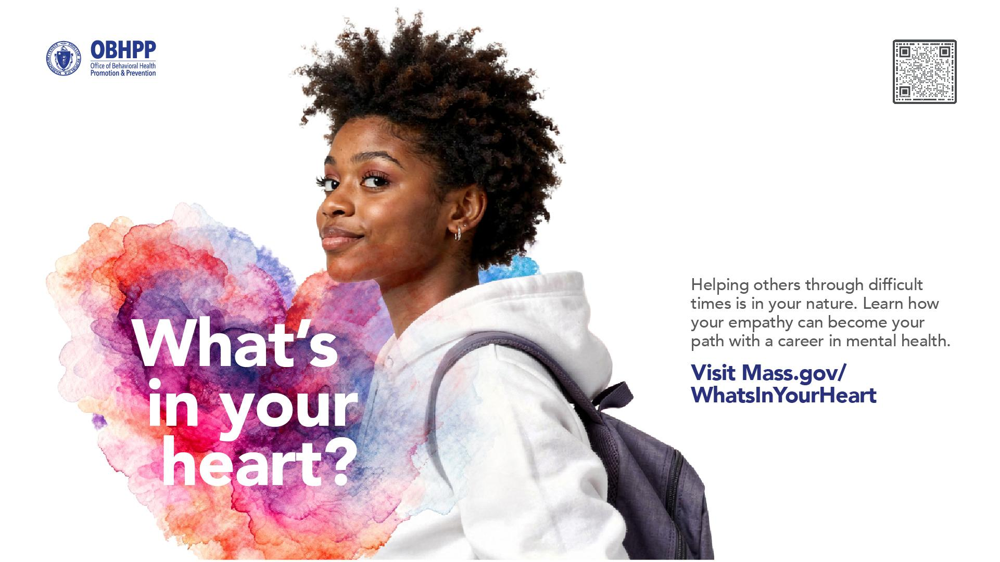 OBHPP
Office of Behavioral Health
Promotion & Prevention
What's
in your
heart?
Helping others through difficult
times is in your nature. Learn how
your empathy can become your
path with a career in mental health.
Visit Mass.gov/
WhatsInYourHeart